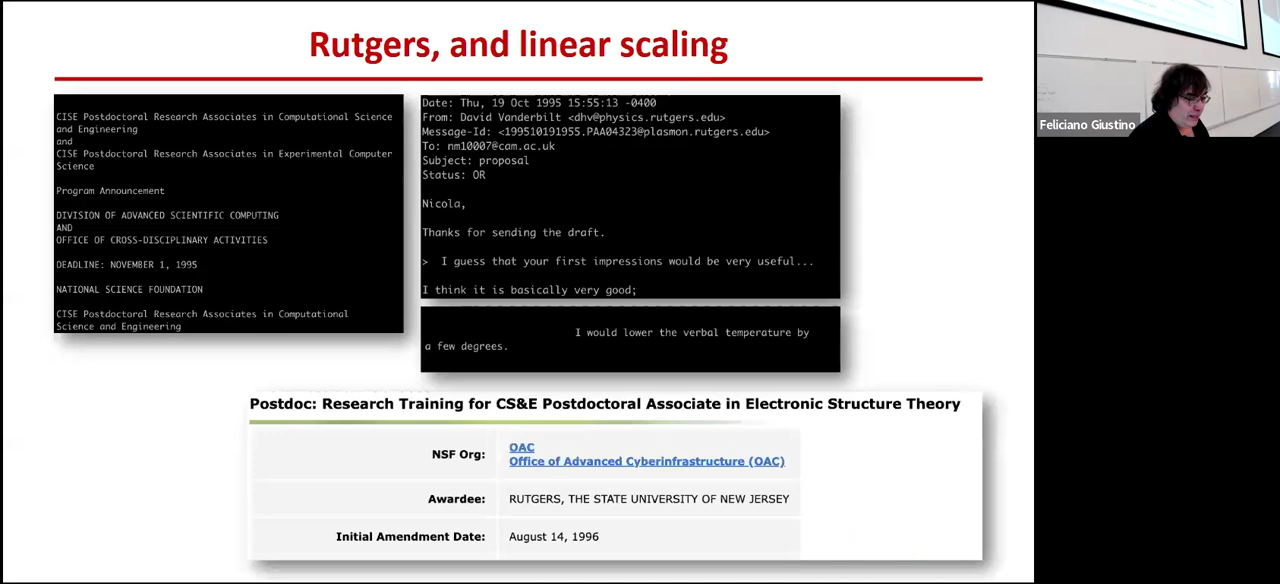 Rutgers, and linear scaling
CISE Postdoctoral Research Associates in Computational Science
and Engineering
and
CISE Postdoctoral Research Associates in Experimental Computer
Science
Program Announcement
DIVISION OF ADVANCED SCIENTIFIC COMPUTING
AND
OFFICE OF CROSS-DISCIPLINARY ACTIVITIES
DEADLINE: NOVEMBER 1, 1995
NATIONAL SCIENCE FOUNDATION
CISE Postdoctoral Research Associates in Computational
Science and Engineering
Date: Thu, 19 Oct 1995 15:55:13 -0400
From: David Vanderbilt <dhv@physics.rutgers.edu>
Message-Id: <199510191955.PAA04323@plasmon.rutgers.edu>
To: nm10007@cam.ac.uk
Subject: proposal
Status: OR
Nicola,
Thanks for sending the draft.
> I guess that your first impressions would be very useful...
I think it is basically very good;
I would lower the verbal temperature by
a few degrees.
Postdoc: Research Training for CS&E Postdoctoral Associate in Electronic Structure Theory
NSF Org: OAC
Office of Advanced Cyberinfrastructure (OAC)
Awardee: RUTGERS, THE STATE UNIVERSITY OF NEW JERSEY
Initial Amendment Date: August 14, 1996
Feliciano Giustino